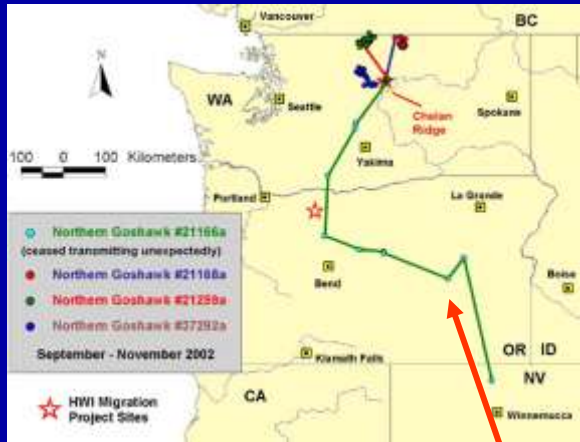 Vancouver
BC
N
WA
Seattle
Spokane
Chelan
Ridge
100 0 100 Kilometers
Yakima
Portland
La Grande
Northern Goshawk #21166a
(ceased transmitting unexpectedly)
Northern Goshawk #21168a
Northern Goshawk #21259a
Northern Goshawk #37292a
September - November 2002
Bend
Boise
Klamath Falls
OR ID
NV
HWI Migration
Project Sites
CA
Winnemucca